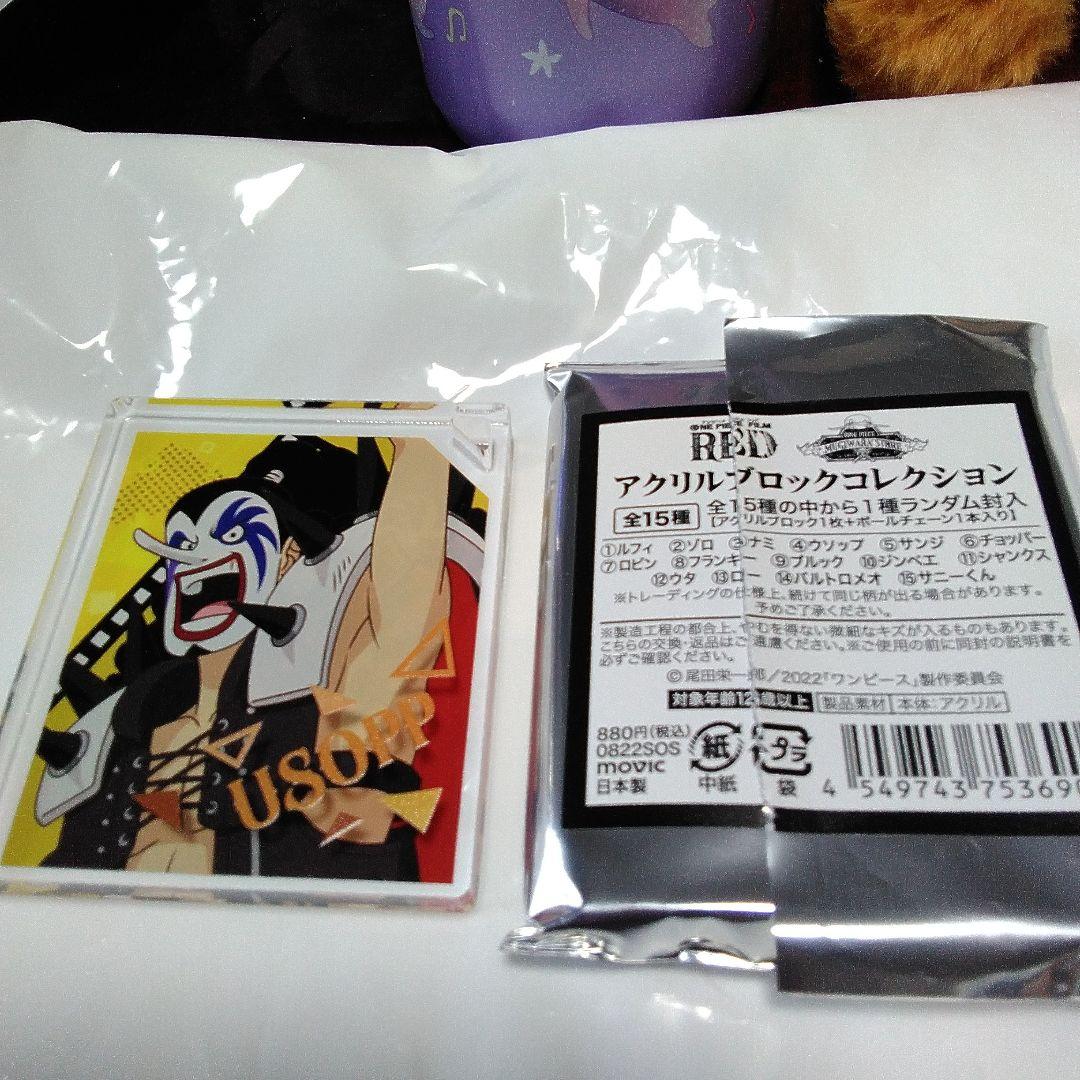 USOPP
ONE PIECE FILM
RED
ONE PIECE
MUGIWARA STORE
アクリルブロックコレクション
全15種
全15種の中から1種ランダム封入
【アクリルブロック1枚+ボールチェーン1本入り】
①ルフィ ②ゾロ ③ナミ ④ウソップ ⑤サンジ ⑥チョッパー
⑦ロビン ⑧フランキー ⑨ブルック ⑩ジンベエ ⑪シャンクス
⑫ウタ ⑬ロー ⑭バルトロメオ ⑮サニーくん
※トレーディングの仕様上、続けて同じ柄が出る場合があります。
予めご了承ください。
※製造工程の都合上、やむを得ない微細なキズが入るものもあります。
こちらの交換・返品はご遠慮ください。※ご使用の前に同封の説明書を
必ずご確認ください。
©尾田栄一郎/2022「ワンピース」製作委員会
対象年齢12歳以上 製品素材 本体:アクリル
880円(税込)
0822SOS
movic
日本製
紙
中紙
プラ
袋
4 549743 75369